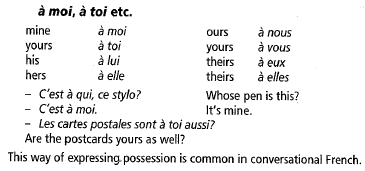 à moi, à toi etc.
mine à moi ours à nous
yours à toi yours à vous
his à lui theirs à eux
hers à elle theirs à elles
– C'est à qui, ce stylo? Whose pen is this?
– C'est à moi. It's mine.
– Les cartes postales sont à toi aussi?
Are the postcards yours as well?
This way of expressing possession is common in conversational French.